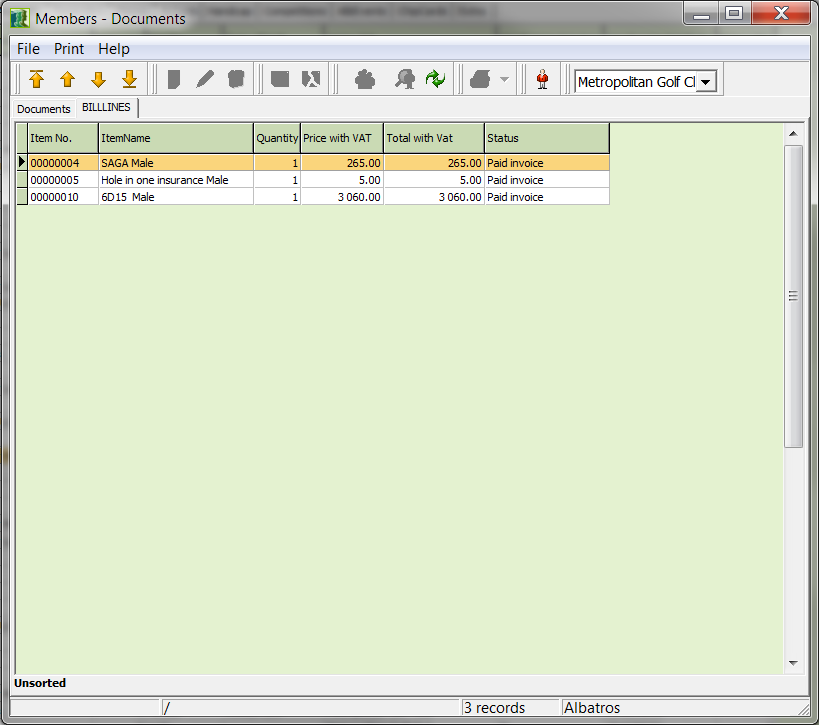 Members - Documents
File Print Help
Metropolitan Golf Cl
Documents BILLLINES
Item No. ItemName Quantity Price with VAT Total with Vat Status
00000004 SAGA Male 1 265.00 265.00 Paid invoice
00000005 Hole in one insurance Male 1 5.00 5.00 Paid invoice
00000010 6D15 Male 1 3 060.00 3 060.00 Paid invoice
Unsorted
/ 3 records Albatros